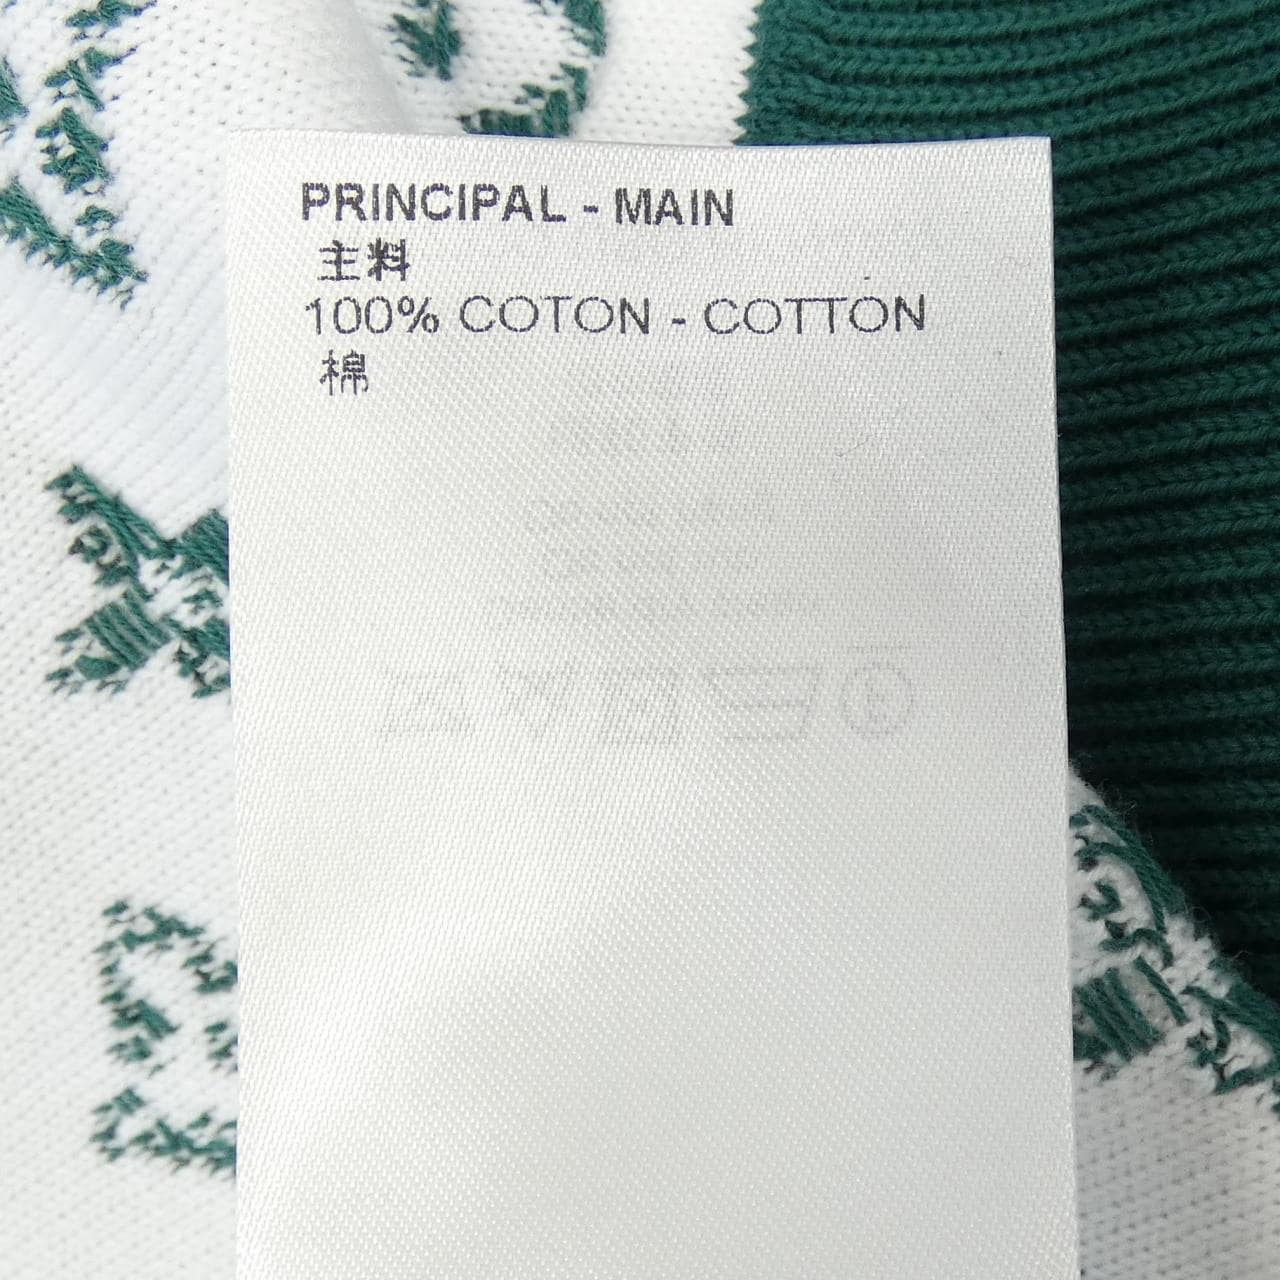 PRINCIPAL - MAIN
主料
100% COTON - COTTON
棉